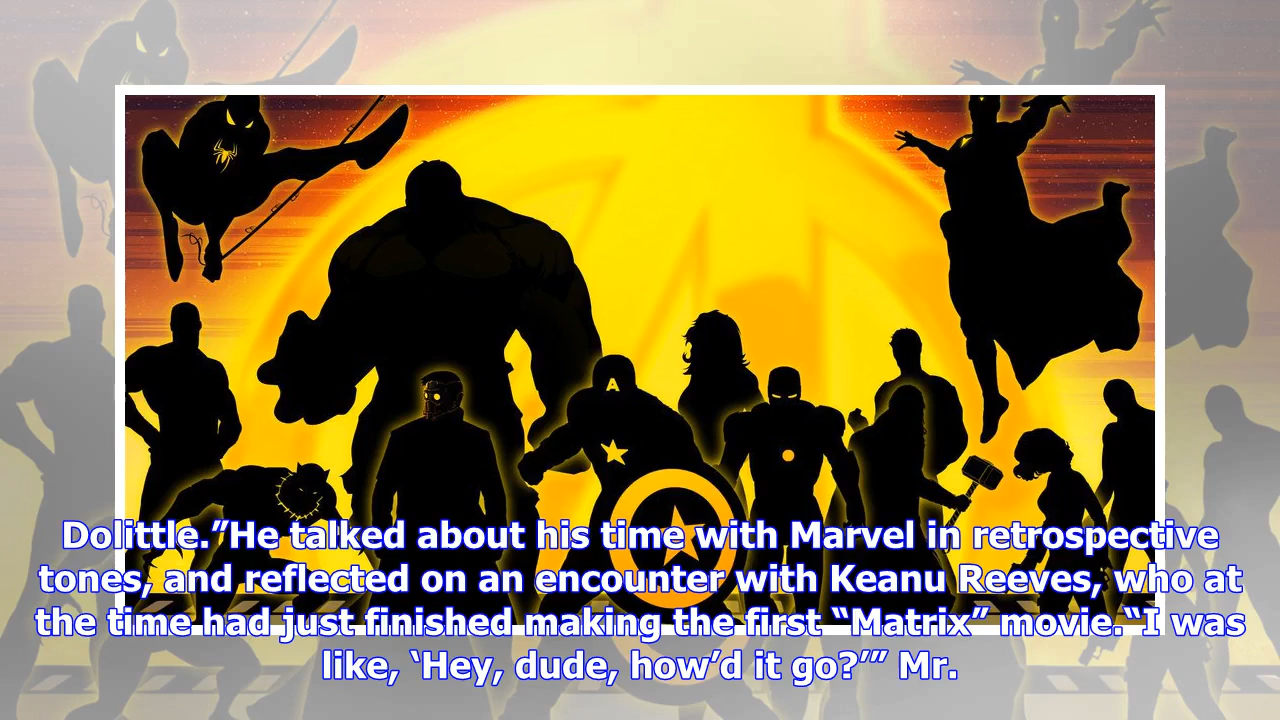 Dolittle.”He talked about his time with Marvel in retrospective
tones, and reflected on an encounter with Keanu Reeves, who at
the time had just finished making the first “Matrix” movie.“I was
like, ‘Hey, dude, how’d it go?’” Mr.
A